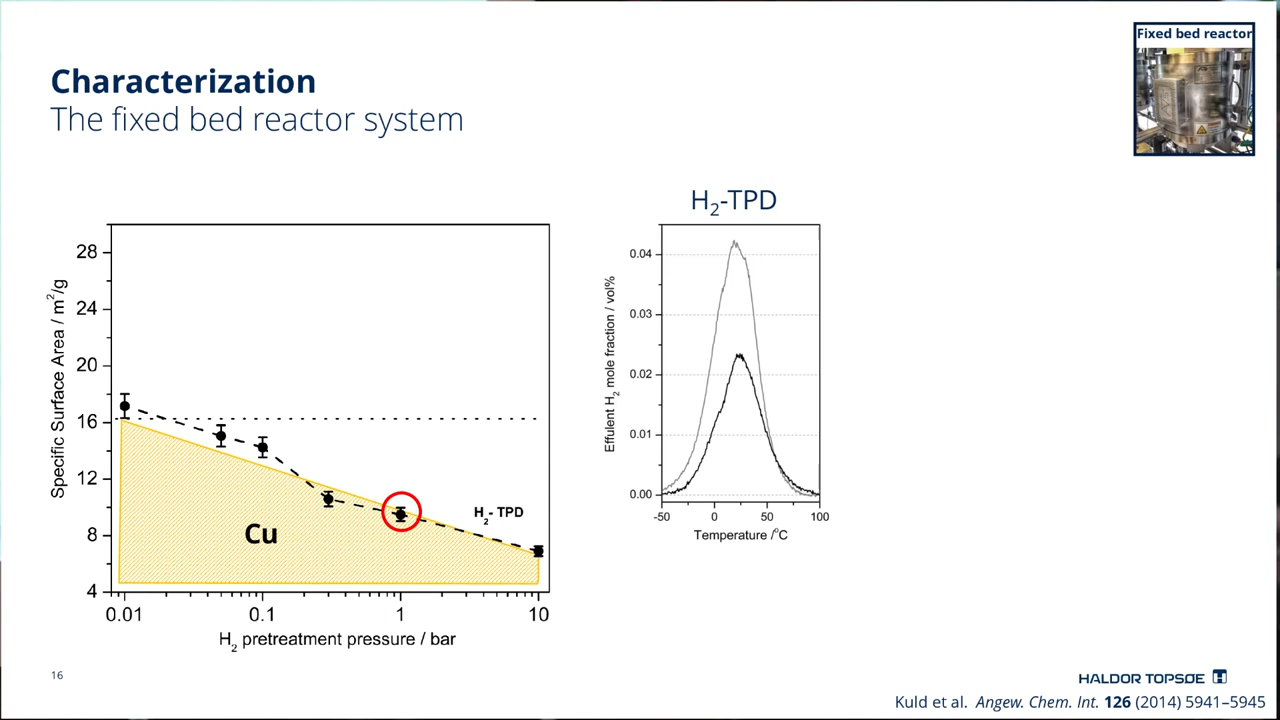 Fixed bed reactor
Characterization
The fixed bed reactor system
H₂-TPD
28
24
20
16
12
8
4
Specific Surface Area / m²/g
Cu
H₂- TPD
0.01
0.1
1
10
H₂ pretreatment pressure / bar
0.04
0.03
0.02
0.01
0.00
Effulent H₂ mole fraction / vol%
-50
0
50
100
Temperature /°C
16
HALDOR TOPSØE
Kuld et al. Angew. Chem. Int. 126 (2014) 5941–5945